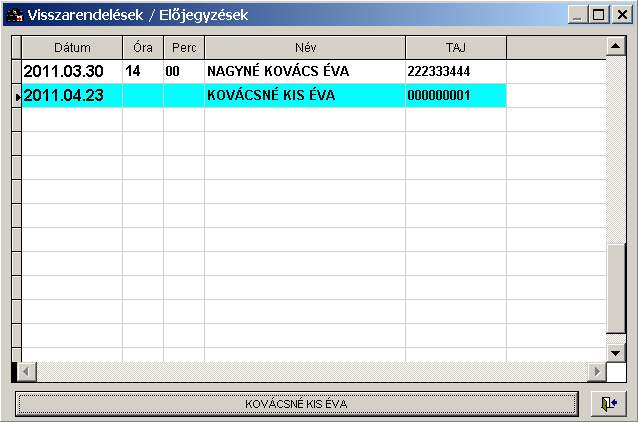 Visszarendelések / Előjegyzések
Dátum Óra Perc Név TAJ
2011.03.30 14 00 NAGYNÉ KOVÁCS ÉVA 222333444
2011.04.23 KOVÁCSNÉ KIS ÉVA 000000001
KOVÁCSNÉ KIS ÉVA